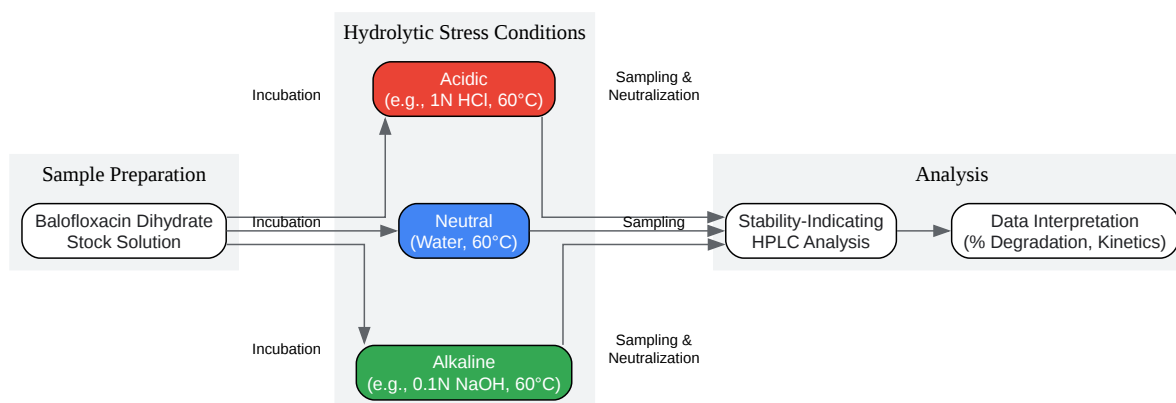 Hydrolytic Stress Conditions
Acidic
(e.g., 1N HCl, 60°C)
Incubation
Sampling &
Neutralization
Sample Preparation
Balofloxacin Dihydrate
Stock Solution
Incubation
Neutral
(Water, 60°C)
Sampling
Analysis
Stability-Indicating
HPLC Analysis
Data Interpretation
(% Degradation, Kinetics)
Incubation
Alkaline
(e.g., 0.1N NaOH, 60°C)
Sampling &
Neutralization